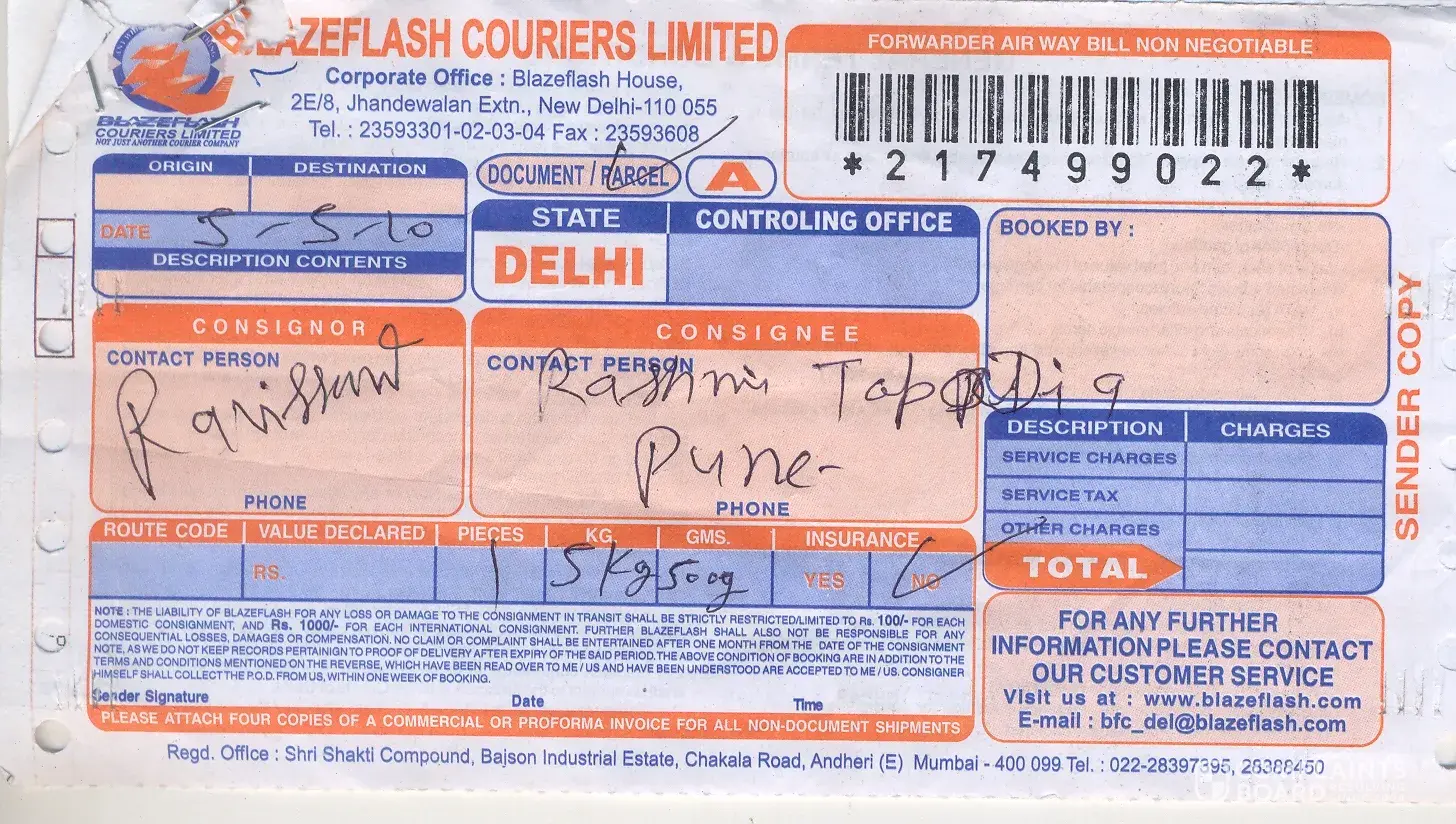 BLAZEFLASH COURIERS LIMITED
Corporate Office : Blazeflash House,
2E/8, Jhandewalan Extn., New Delhi-110 055
Tel. : 23593301-02-03-04 Fax : 23593608
BLAZEFLASH
COURIERS LIMITED
NOT JUST ANOTHER COURIER COMPANY
FORWARDER AIR WAY BILL NON NEGOTIABLE
*217499022*
ORIGIN DESTINATION
DATE 5-5-10
DESCRIPTION CONTENTS
DOCUMENT / PARCEL A
STATE CONTROLING OFFICE
DELHI
BOOKED BY :
CONSIGNOR
CONTACT PERSON
PHONE
CONSIGNEE
CONTACT PERSON
Rashmi
Pune
PHONE
DESCRIPTION CHARGES
SERVICE CHARGES
SERVICE TAX
OTHER CHARGES
TOTAL
SENDER COPY
ROUTE CODE VALUE DECLARED PIECES KG. GMS. INSURANCE
RS. 1 5 Kg 500g YES NO
NOTE : THE LIABILITY OF BLAZEFLASH FOR ANY LOSS OR DAMAGE TO THE CONSIGNMENT IN TRANSIT SHALL BE STRICTLY RESTRICTED/LIMITED TO Rs. 100/- FOR EACH
DOMESTIC CONSIGNMENT, AND Rs. 1000/- FOR EACH INTERNATIONAL CONSIGNMENT. FURTHER BLAZEFLASH SHALL ALSO NOT BE RESPONSIBLE FOR ANY
CONSEQUENTIAL LOSSES, DAMAGES OR COMPENSATION. NO CLAIM OR COMPLAINT SHALL BE ENTERTAINED AFTER ONE MONTH FROM THE DATE OF THE CONSIGNMENT
NOTE, AS WE DO NOT KEEP RECORDS PERTAINIGN TO PROOF OF DELIVERY AFTER EXPIRY OF THE SAID PERIOD. THE ABOVE CONDITION OF BOOKING ARE IN ADDITION TO THE
TERMS AND CONDITIONS MENTIONED ON THE REVERSE, WHICH HAVE BEEN READ OVER TO ME / US AND HAVE BEEN UNDERSTOOD ARE ACCEPTED TO ME / US. CONSIGNER
HIMSELF SHALL COLLECT THE P.O.D. FROM US, WITHIN ONE WEEK OF BOOKING.
Sender Signature Date Time
PLEASE ATTACH FOUR COPIES OF A COMMERCIAL OR PROFORMA INVOICE FOR ALL NON-DOCUMENT SHIPMENTS
FOR ANY FURTHER
INFORMATION PLEASE CONTACT
OUR CUSTOMER SERVICE
Visit us at : www.blazeflash.com
E-mail : bfc_del@blazeflash.com
Regd. Office : Shri Shakti Compound, Bajson Industrial Estate, Chakala Road, Andheri (E) Mumbai - 400 099 Tel. : 022-28397395, 28388450